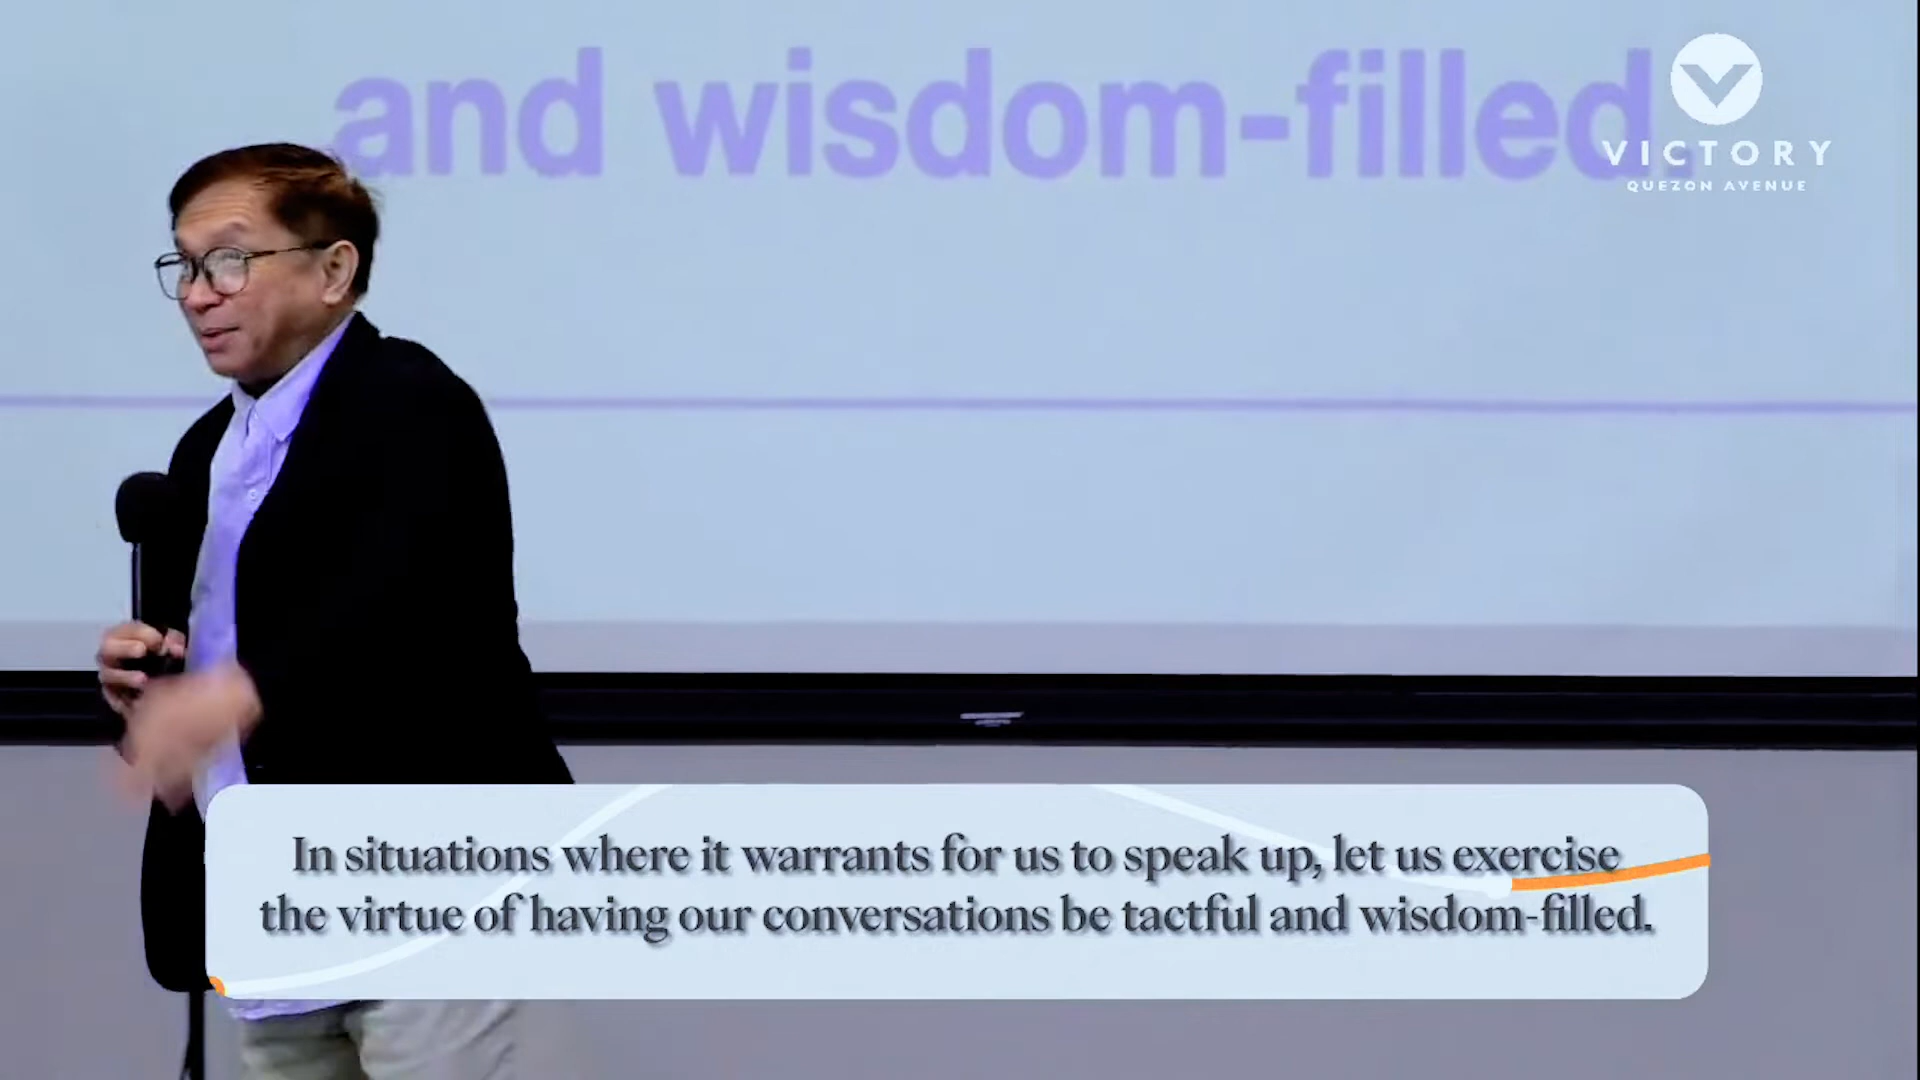 and wisdom-filled.
VICTORY
QUEZON AVENUE
In situations where it warrants for us to speak up, let us exercise
the virtue of having our conversations be tactful and wisdom-filled.